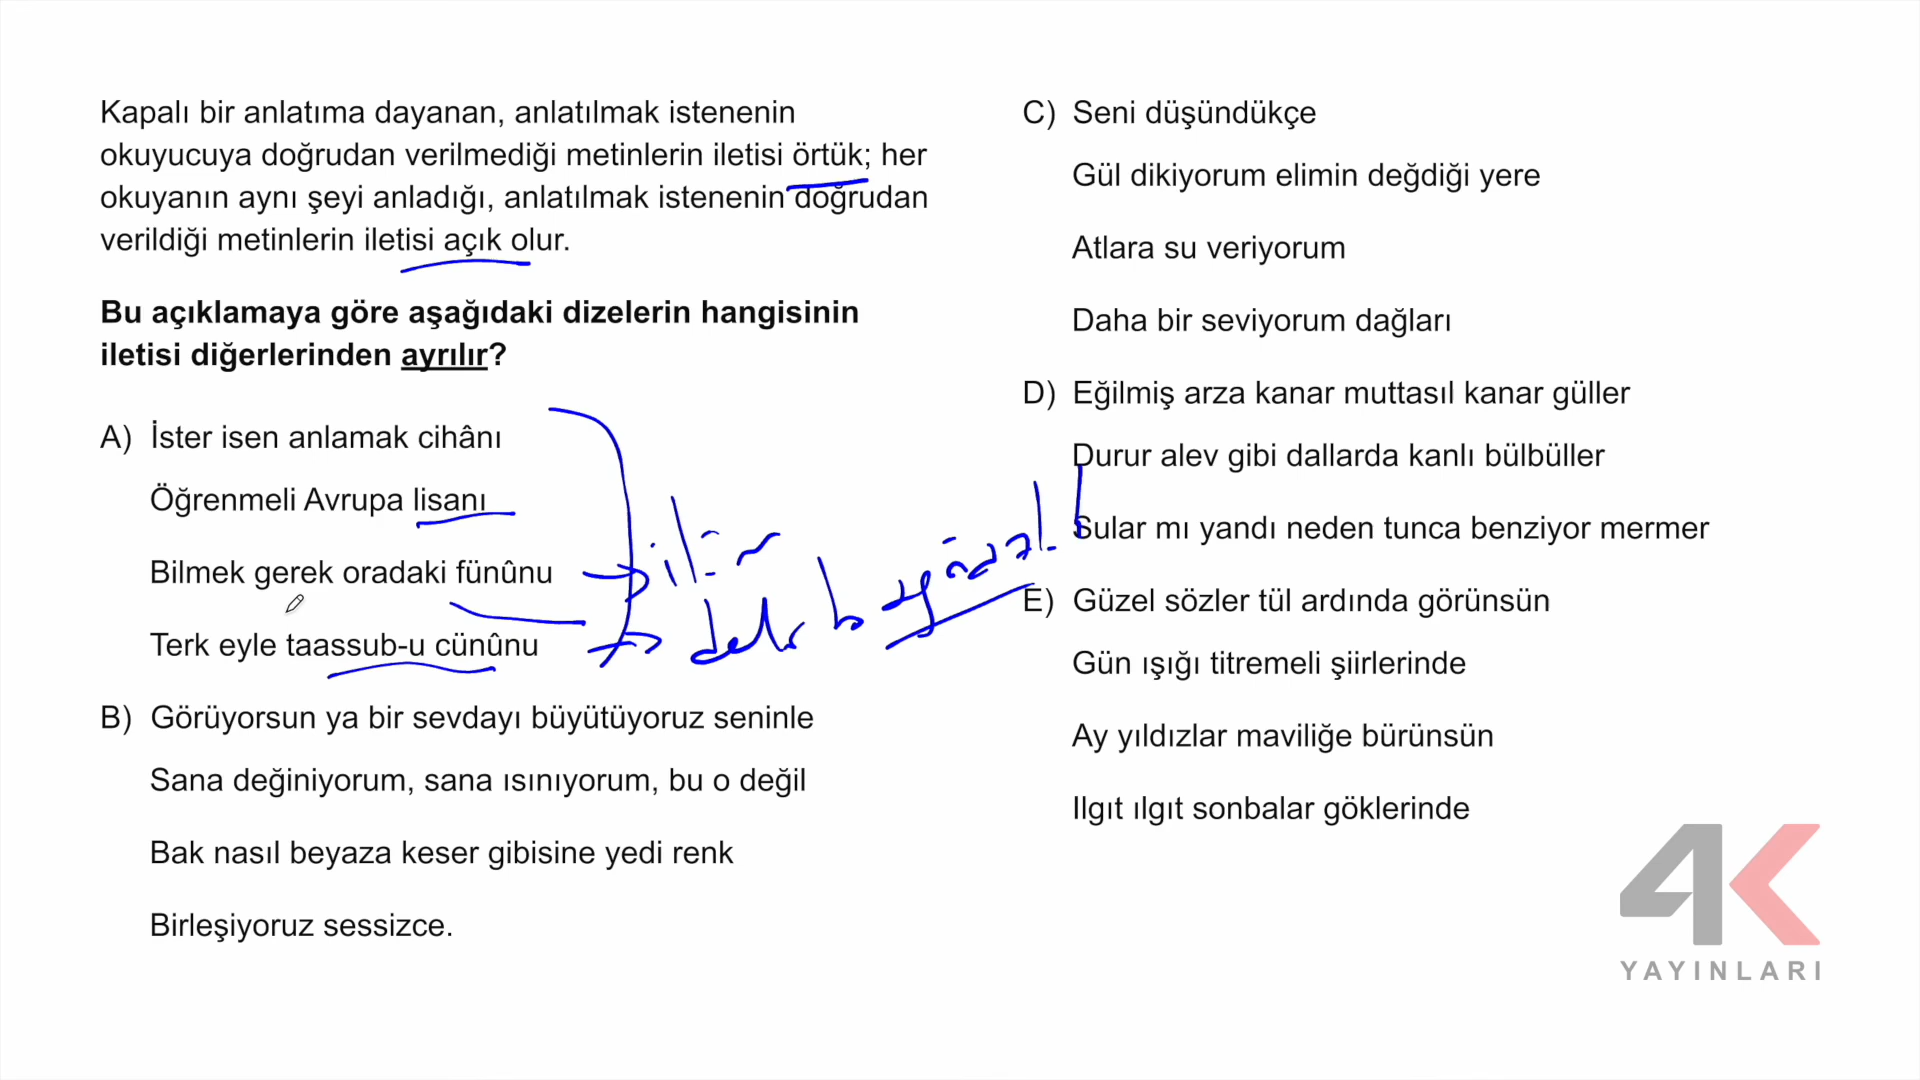 Kapalı bir anlatıma dayanan, anlatılmak istenenin
okuyucuya doğrudan verilmediği metinlerin iletisi örtük; her
okuyanın aynı şeyi anladığı, anlatılmak istenenin doğrudan
verildiği metinlerin iletisi açık olur.
Bu açıklamaya göre aşağıdaki dizelerin hangisinin
iletisi diğerlerinden ayrılır?
A) İster isen anlamak cihânı
Öğrenmeli Avrupa lisanı
Bilmek gerek oradaki fünûnu
Terk eyle taassub-u cünûnu
B) Görüyorsun ya bir sevdayı büyütüyoruz seninle
Sana değiniyorum, sana ısınıyorum, bu o değil
Bak nasıl beyaza keser gibisine yedi renk
Birleşiyoruz sessizce.
C) Seni düşündükçe
Gül dikiyorum elimin değdiği yere
Atlara su veriyorum
Daha bir seviyorum dağları
D) Eğilmiş arza kanar muttasıl kanar güller
Durur alev gibi dallarda kanlı bülbüller
Sular mı yandı neden tunca benziyor mermer
E) Güzel sözler tül ardında görünsün
Gün ışığı titremeli şiirlerinde
Ay yıldızlar maviliğe bürünsün
Ilgıt ılgıt sonbalar göklerinde
4K
YAYINLARI